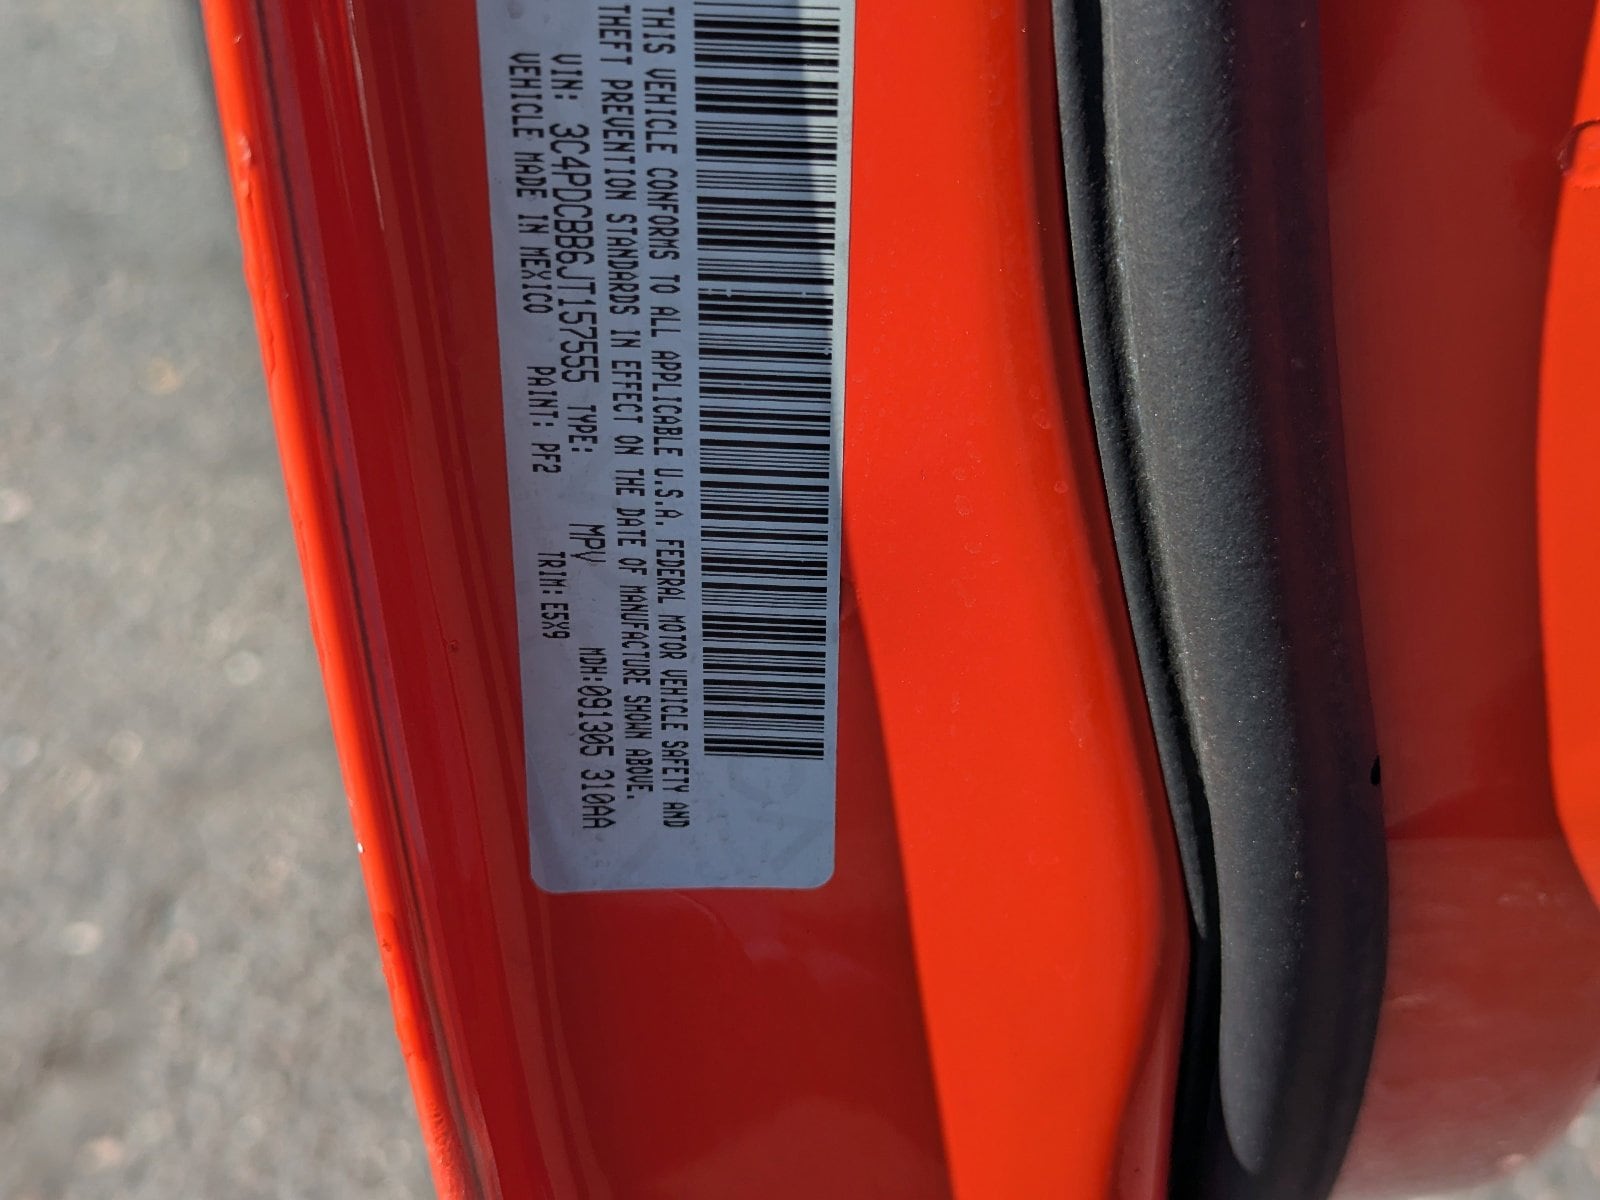 THIS VEHICLE CONFORMS TO ALL APPLICABLE U.S.A. FEDERAL MOTOR VEHICLE SAFETY AND
THEFT PREVENTION STANDARDS IN EFFECT ON THE DATE OF MANUFACTURE SHOWN ABOVE.
VIN: 3C4PDCBB6JT157555 TYPE: MPV MDH:091305 310AA
VEHICLE MADE IN MEXICO PAINT: PF2 TRIM: E5X9